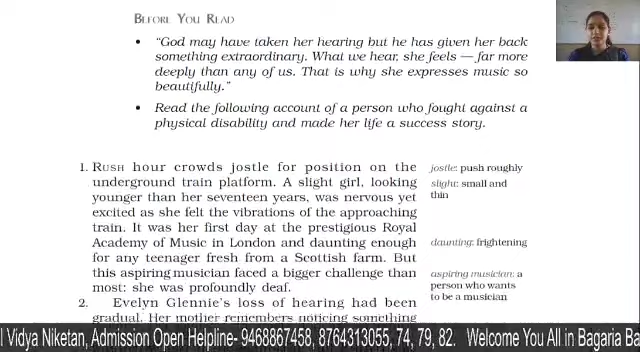 BEFORE YOU READ
• "God may have taken her hearing but he has given her back
something extraordinary. What we hear, she feels — far more
deeply than any of us. That is why she expresses music so
beautifully."
• Read the following account of a person who fought against a
physical disability and made her life a success story.
1. RUSH hour crowds jostle for position on the
underground train platform. A slight girl, looking
younger than her seventeen years, was nervous yet
excited as she felt the vibrations of the approaching
train. It was her first day at the prestigious Royal
Academy of Music in London and daunting enough
for any teenager fresh from a Scottish farm. But
this aspiring musician faced a bigger challenge than
most: she was profoundly deaf.
2. Evelyn Glennie's loss of hearing had been
gradual. Her mother remembers noticing something
jostle: push roughly
slight: small and
thin
daunting: frightening
aspiring musician: a
person who wants
to be a musician
l Vidya Niketan, Admission Open Helpline- 9468867458, 8764313055, 74, 79, 82. Welcome You All in Bagaria Ba